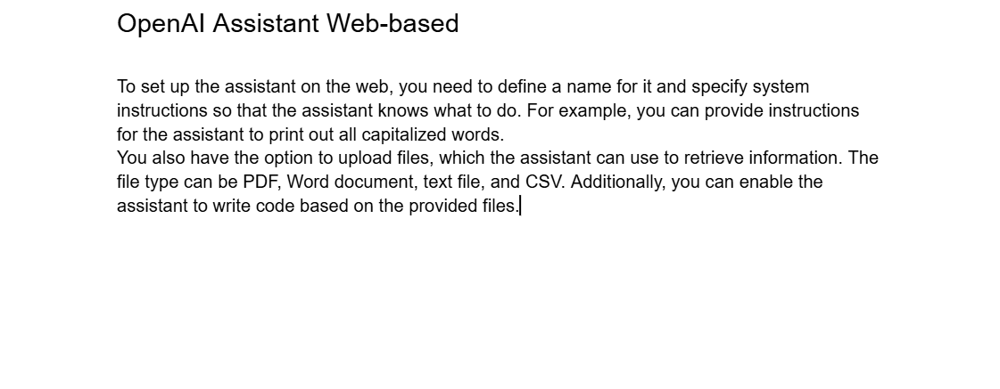 OpenAI Assistant Web-based
To set up the assistant on the web, you need to define a name for it and specify system
instructions so that the assistant knows what to do. For example, you can provide instructions
for the assistant to print out all capitalized words.
You also have the option to upload files, which the assistant can use to retrieve information. The
file type can be PDF, Word document, text file, and CSV. Additionally, you can enable the
assistant to write code based on the provided files.